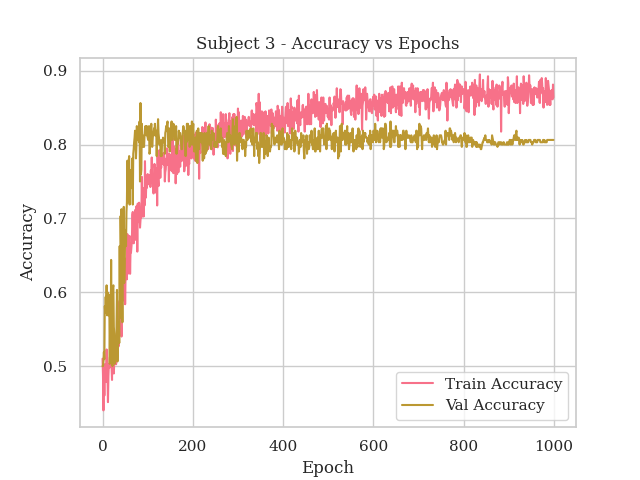 Subject 3 - Accuracy vs Epochs
0.9
0.8
0.7
0.6
0.5
Accuracy
Train Accuracy
Val Accuracy
0 200 400 600 800 1000
Epoch